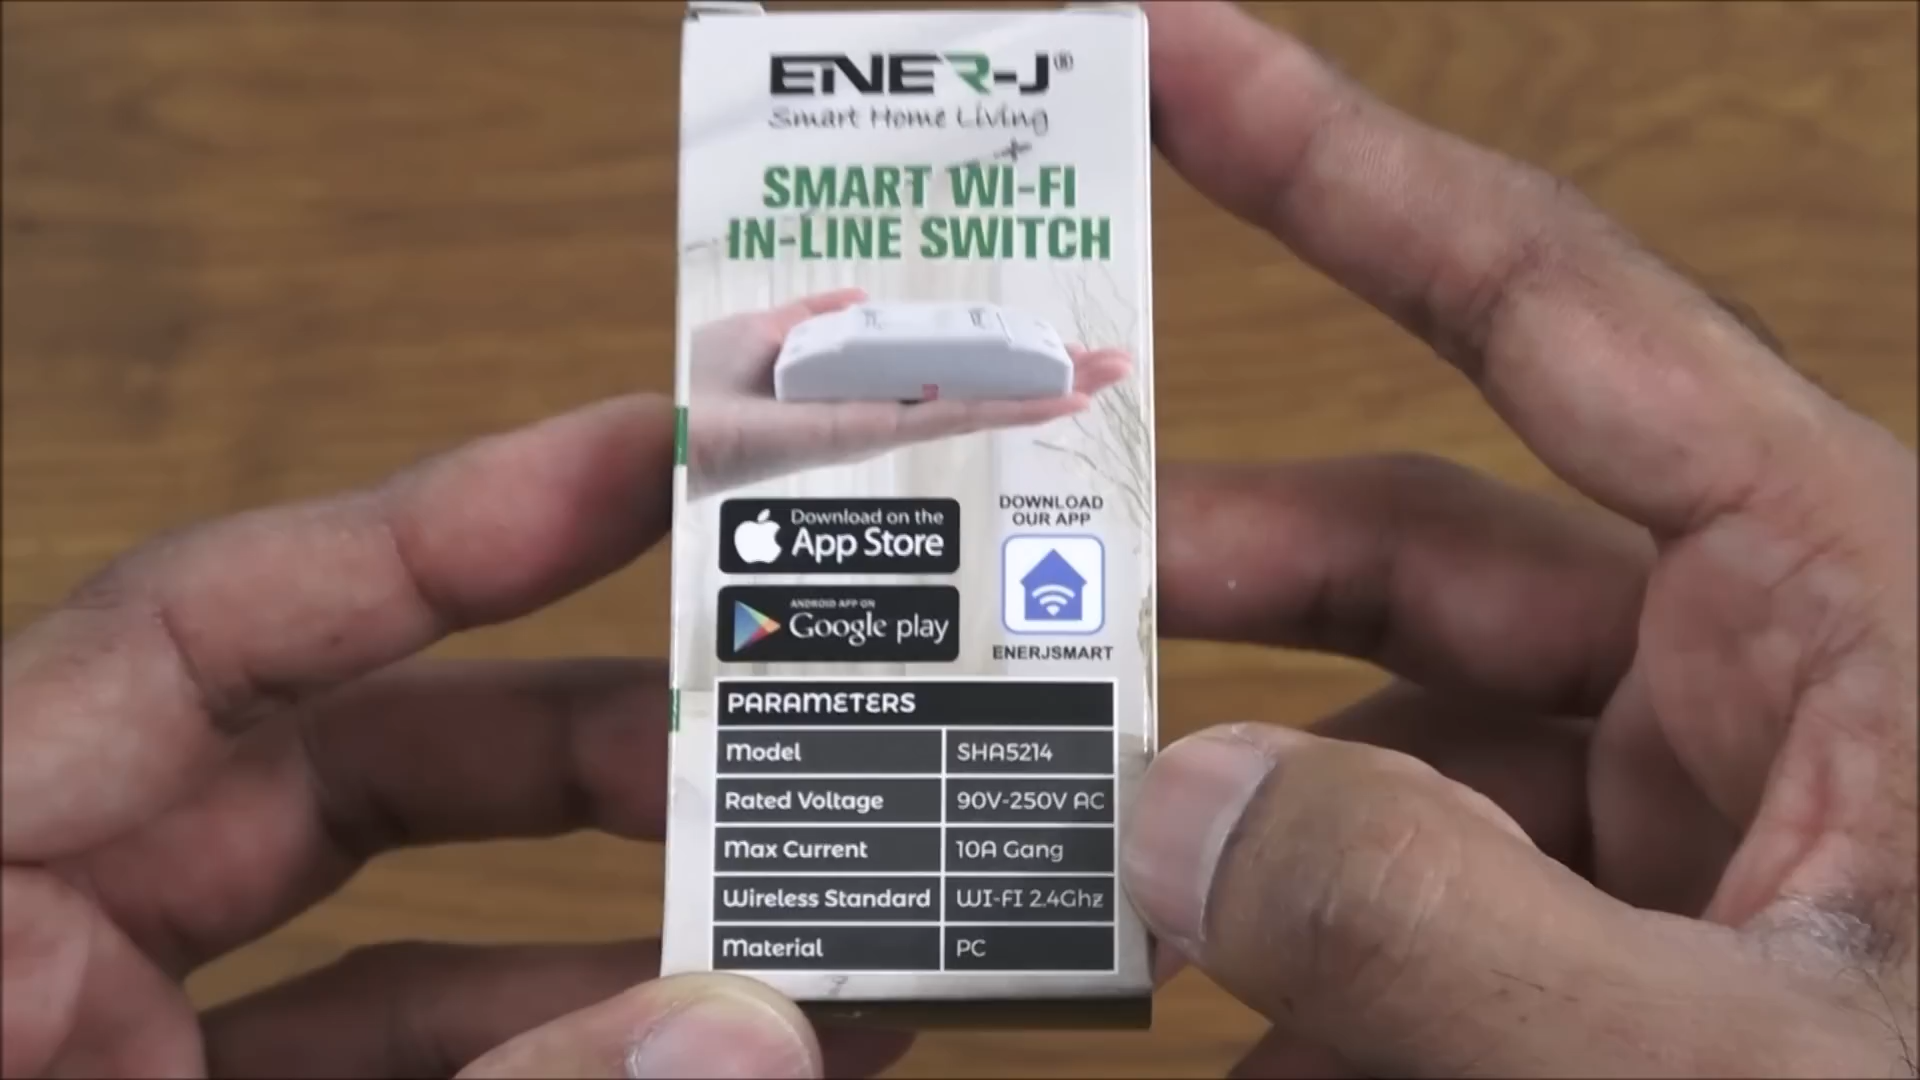 ENER-J®
Smart Home Living
SMART WI-FI
IN-LINE SWITCH
Download on the
App Store
ANDROID APP ON
Google play
DOWNLOAD
OUR APP
ENERJSMART
PARAMETERS
Model SHA5214
Rated Voltage 90V-250V AC
Max Current 10A Gang
Wireless Standard WI-FI 2.4Ghz
Material PC